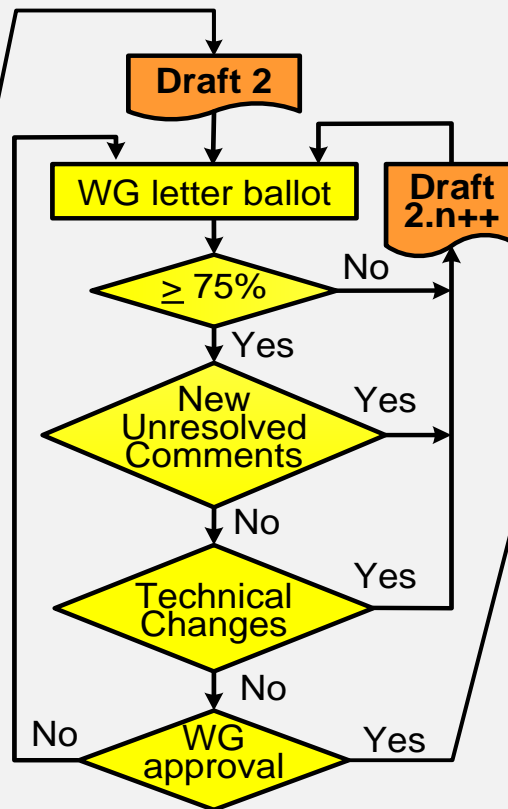 Draft 2
WG letter ballot
Draft
2.n++
≥ 75%
No
Yes
New
Unresolved
Comments
Yes
No
Technical
Changes
Yes
No
No
WG
approval
Yes